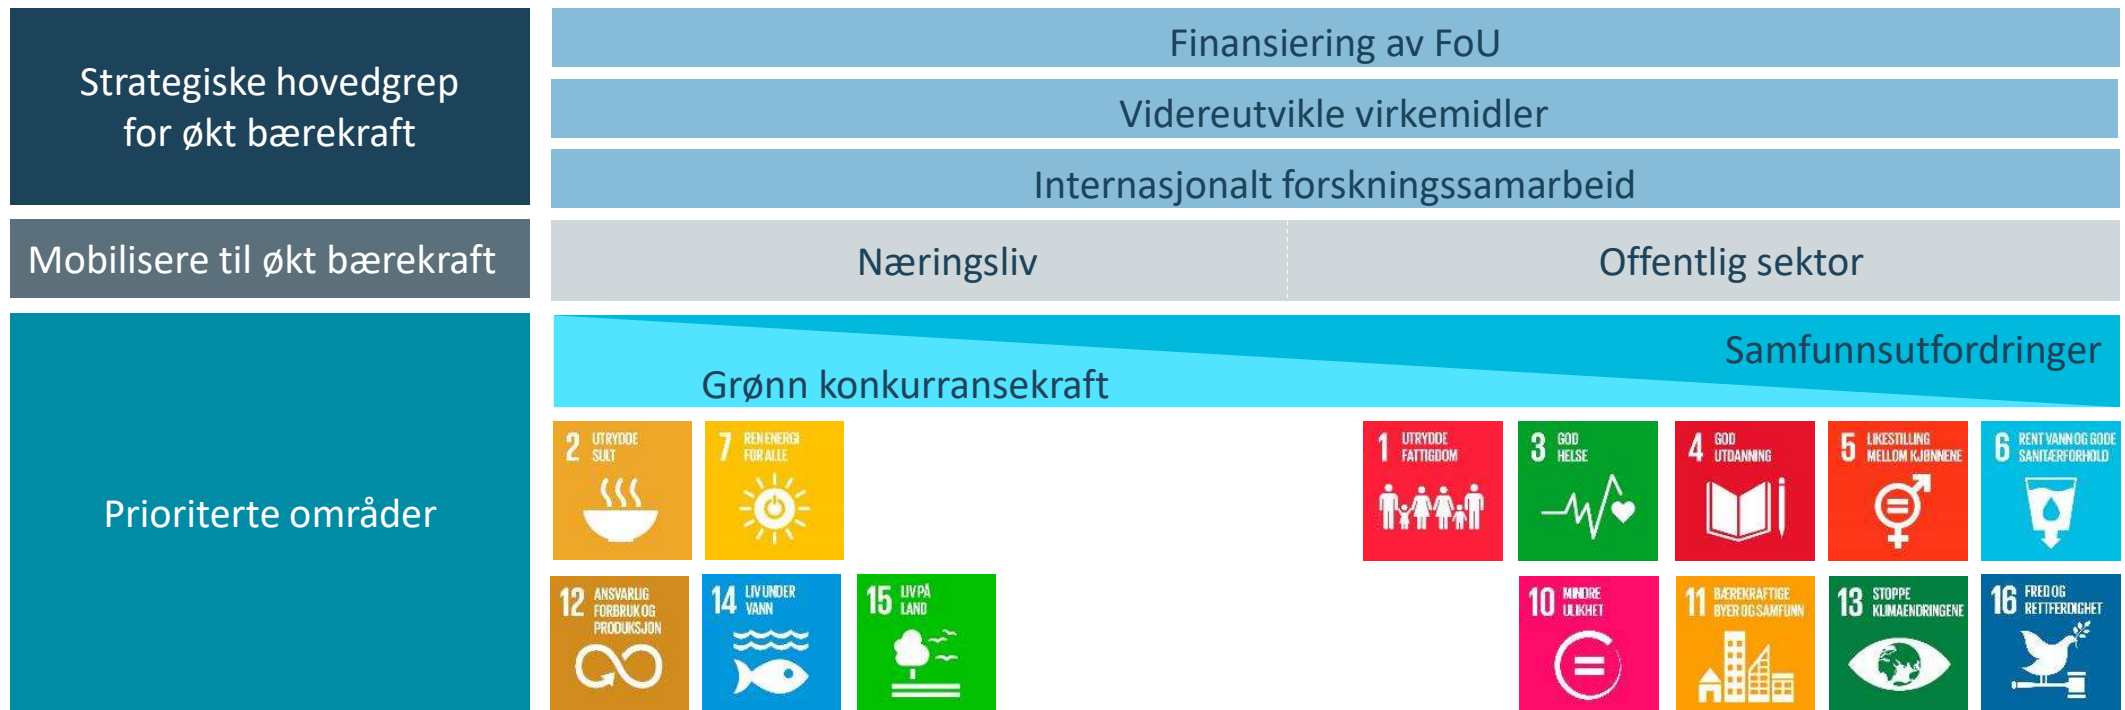 Strategiske hovedgrep
for økt bærekraft
Finansiering av FoU
Videreutvikle virkemidler
Internasjonalt forskningssamarbeid
Mobilisere til økt bærekraft
Næringsliv
Offentlig sektor
Prioriterte områder
Grønn konkurransekraft
Samfunnsutfordringer
2 UTRYDDE
SULT
7 REN ENERGI
FOR ALLE
1 UTRYDDE
FATTIGDOM
3 GOD
HELSE
4 GOD
UTDANNING
5 LIKESTILLING
MELLOM KJØNNENE
6 RENT VANN OG GODE
SANITÆRFORHOLD
12 ANSVARLIG
FORBRUK OG
PRODUKSJON
14 LIV UNDER
VANN
15 LIV PÅ
LAND
10 MINDRE
ULIKHET
11 BÆREKRAFTIGE
BYER OG SAMFUNN
13 STOPPE
KLIMAENDRINGENE
16 FRED OG
RETTFERDIGHET